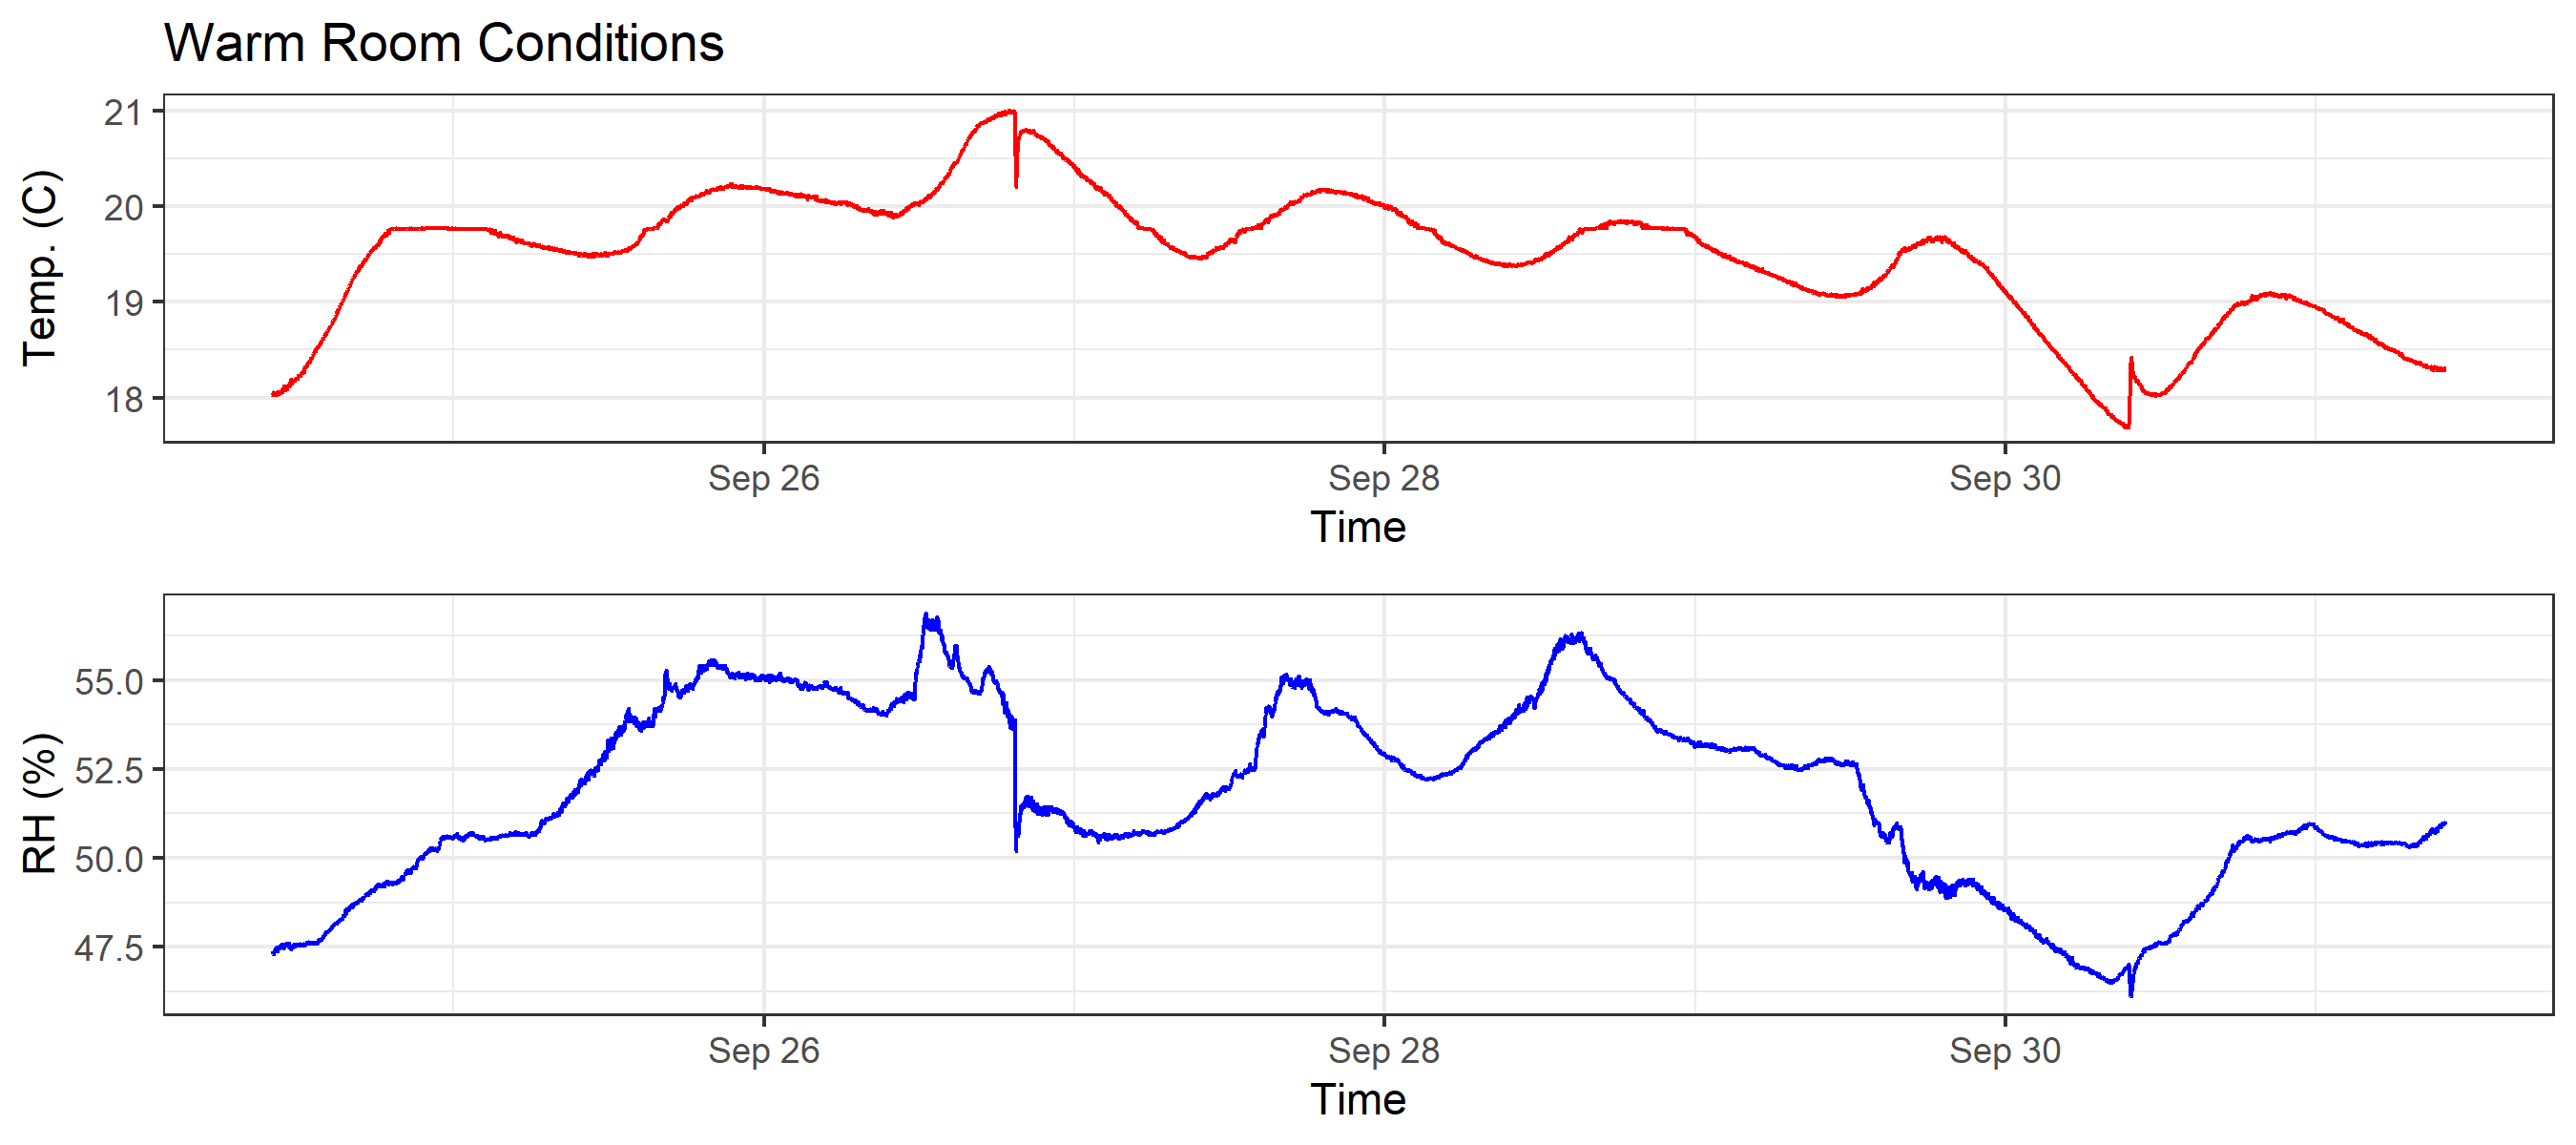 Warm Room Conditions
Temp. (C)
21
20
19
18
Sep 26 Sep 28 Sep 30
Time
RH (%)
55.0
52.5
50.0
47.5
Sep 26 Sep 28 Sep 30
Time